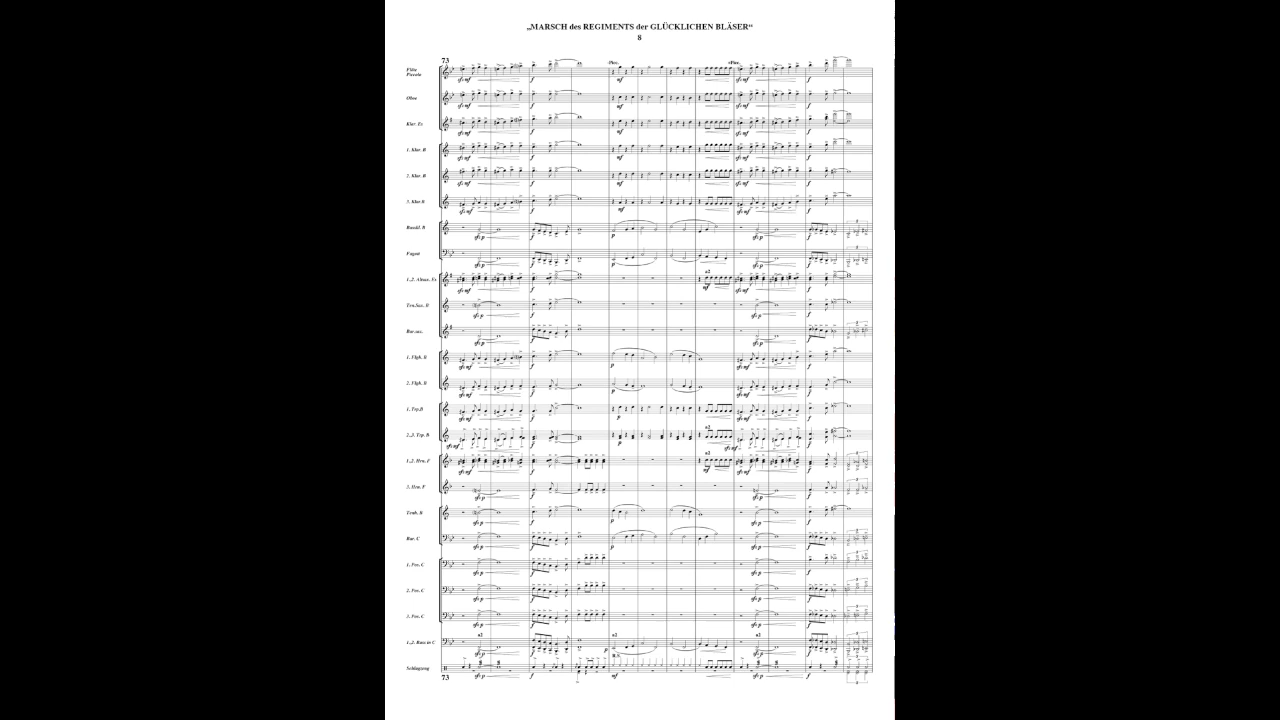 „MARSCH des REGIMENTS der GLÜCKLICHEN BLÄSER“
8
73
-Picc.
+Picc.
Flöte
Piccolo
Oboe
Klar. Es
1. Klar. B
2. Klar. B
3. Klar B
Basskl. B
Fagott
1.,2. Altsax. Es
Ten.Sax. B
Bar.sax.
1. Flgh. B
2. Flgh. B
1. Trp.B
2.,3. Trp. B
1.,2. Hrn. F
3. Hrn. F
Tenh. B
Bar. C
1. Pos. C
2. Pos. C
3. Pos. C
1.,2. Bass in C
Schlagzeug
73